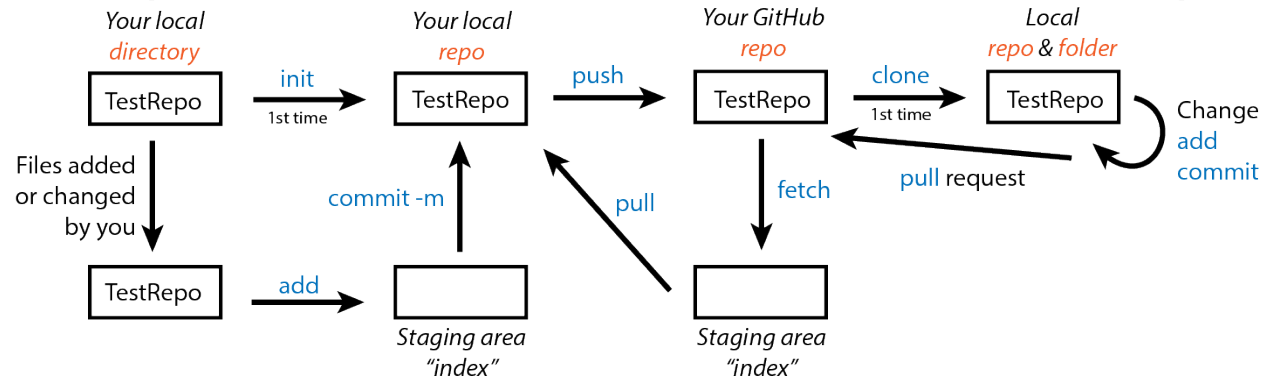 Your local
directory
Your local
repo
Your GitHub
repo
Local
repo & folder
TestRepo
init
1st time
TestRepo
push
TestRepo
clone
1st time
TestRepo
Change
add
commit
Files added
or changed
by you
commit -m
pull
fetch
pull request
TestRepo
add
Staging area
“index”
Staging area
“index”